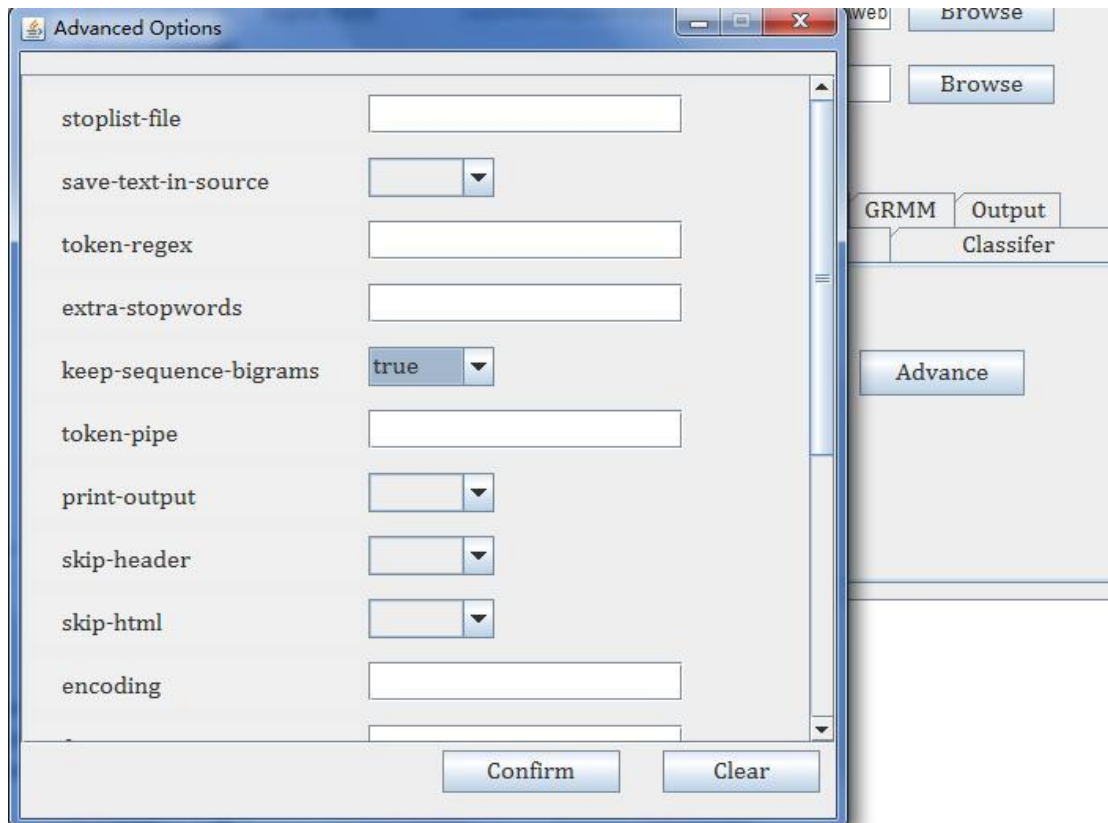 Advanced Options
web
Browse
Browse
stoplist-file
save-text-in-source
token-regex
GRMM
Output
Classifer
extra-stopwords
keep-sequence-bigrams
true
Advance
token-pipe
print-output
skip-header
skip-html
encoding
Confirm
Clear